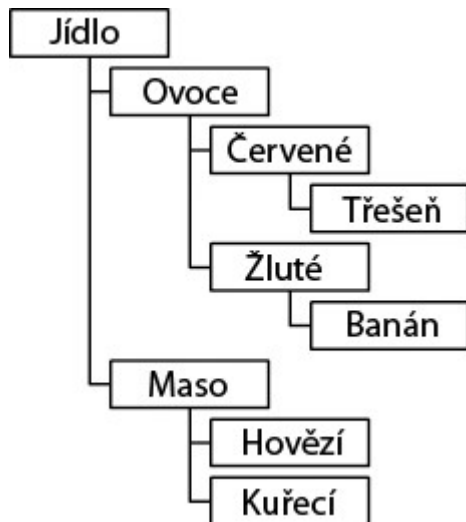 Jídlo
Ovoce
Červené
Třešeň
Žluté
Banán
Maso
Hovězí
Kuřecí